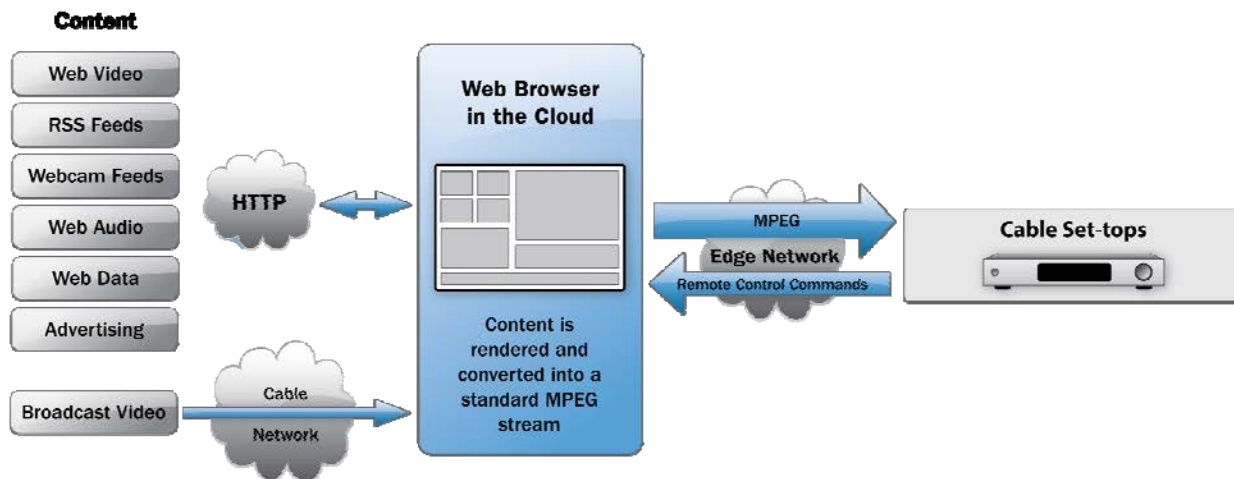 Content
Web Video
RSS Feeds
Webcam Feeds
Web Audio
Web Data
Advertising
Broadcast Video
HTTP
Cable
Network
Web Browser
in the Cloud
Content is
rendered and
converted into a
standard MPEG
stream
MPEG
Edge Network
Remote Control Commands
Cable Set-tops